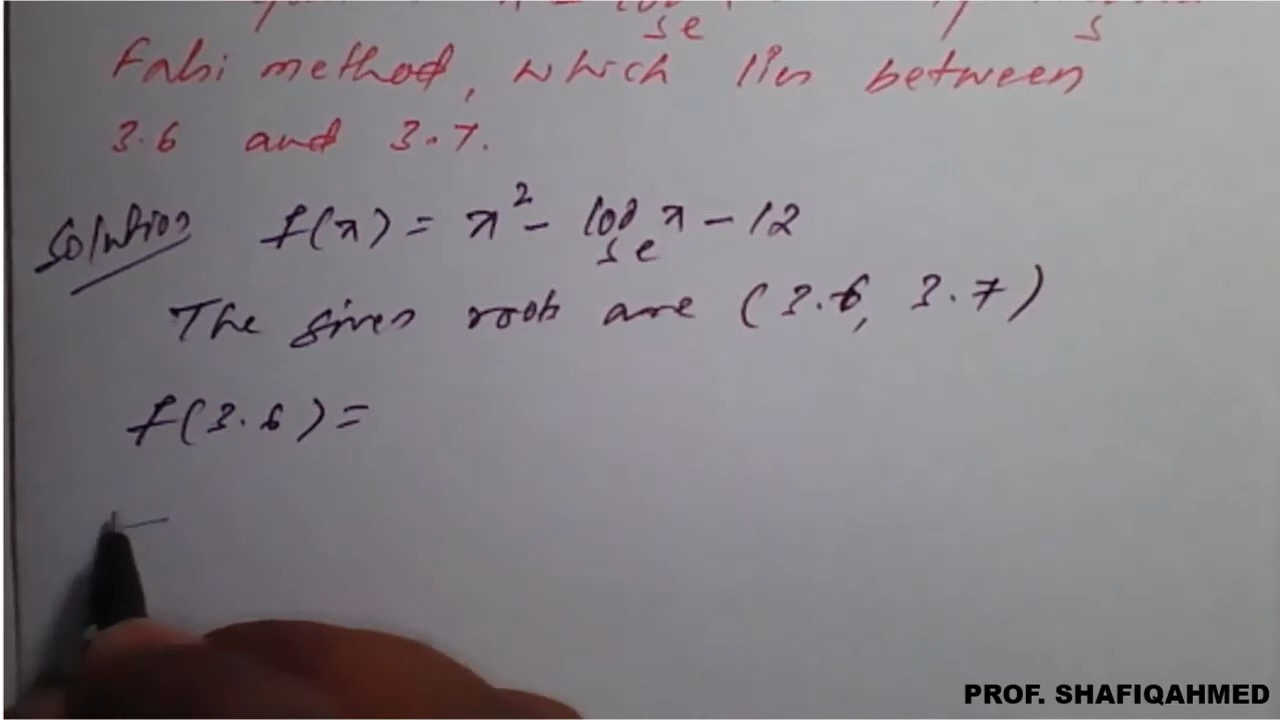 Falsi method, which lies between
3.6 and 3.7.
Solution f(x) = x² - log_e x - 12
The given roots are (3.6, 3.7)
f(3.6) =
PROF. SHAFIQAHMED